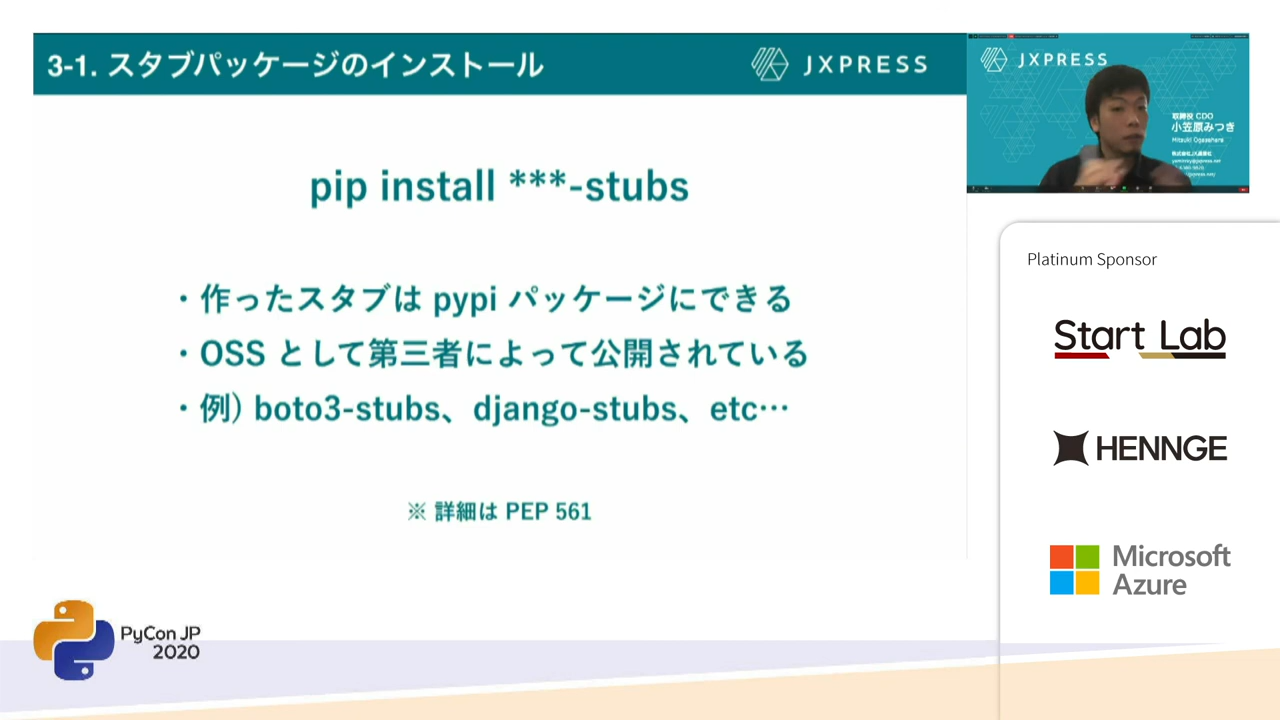 3-1. スタブパッケージのインストール
JXPRESS
pip install ***-stubs
・作ったスタブは pypi パッケージにできる
・OSS として第三者によって公開されている
・例) boto3-stubs、django-stubs、etc…
※ 詳細は PEP 561
JXPRESS
取締役 CDO
小笠原みつき
Mitsuki Ogasahara
Platinum Sponsor
Start Lab
HENNGE
Microsoft
Azure
PyCon JP
2020